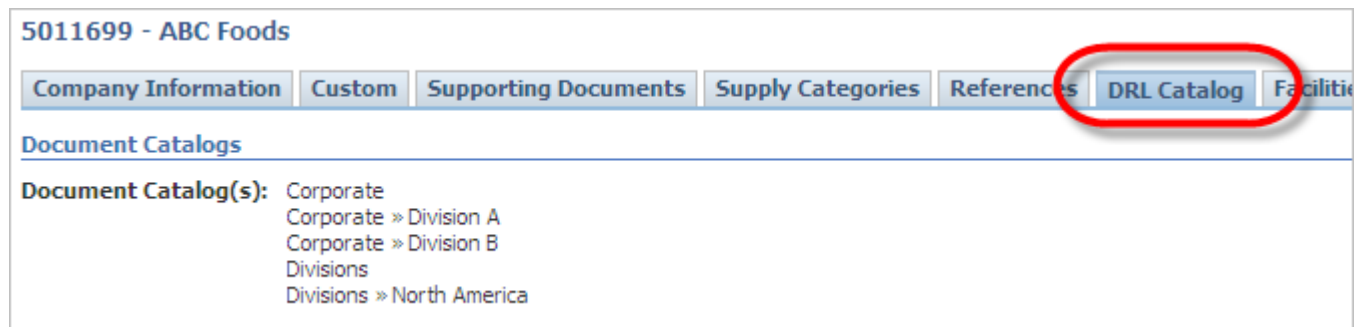 5011699 - ABC Foods
Company Information Custom Supporting Documents Supply Categories References DRL Catalog Facilitie
Document Catalogs
Document Catalog(s): Corporate
Corporate » Division A
Corporate » Division B
Divisions
Divisions » North America